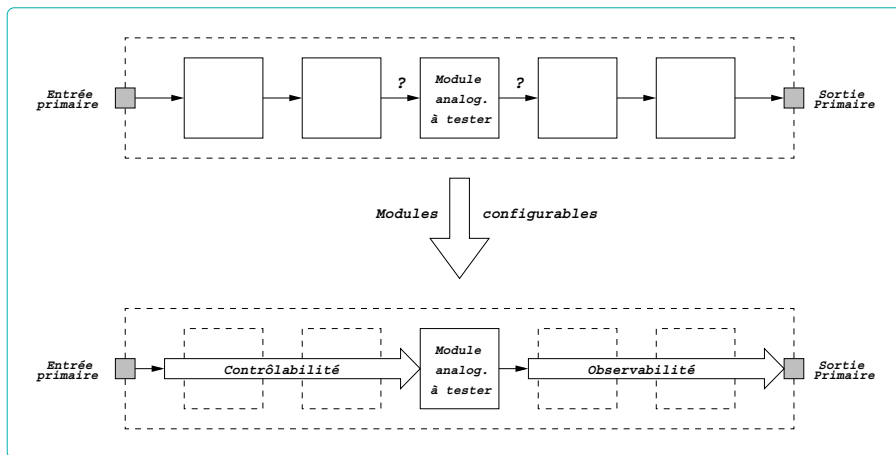 Entrée
primaire
?
Module
analog.
à tester
?
Sortie
Primaire
Modules configurables
Entrée
primaire
Contrôlabilité
Module
analog.
à tester
Observabilité
Sortie
Primaire